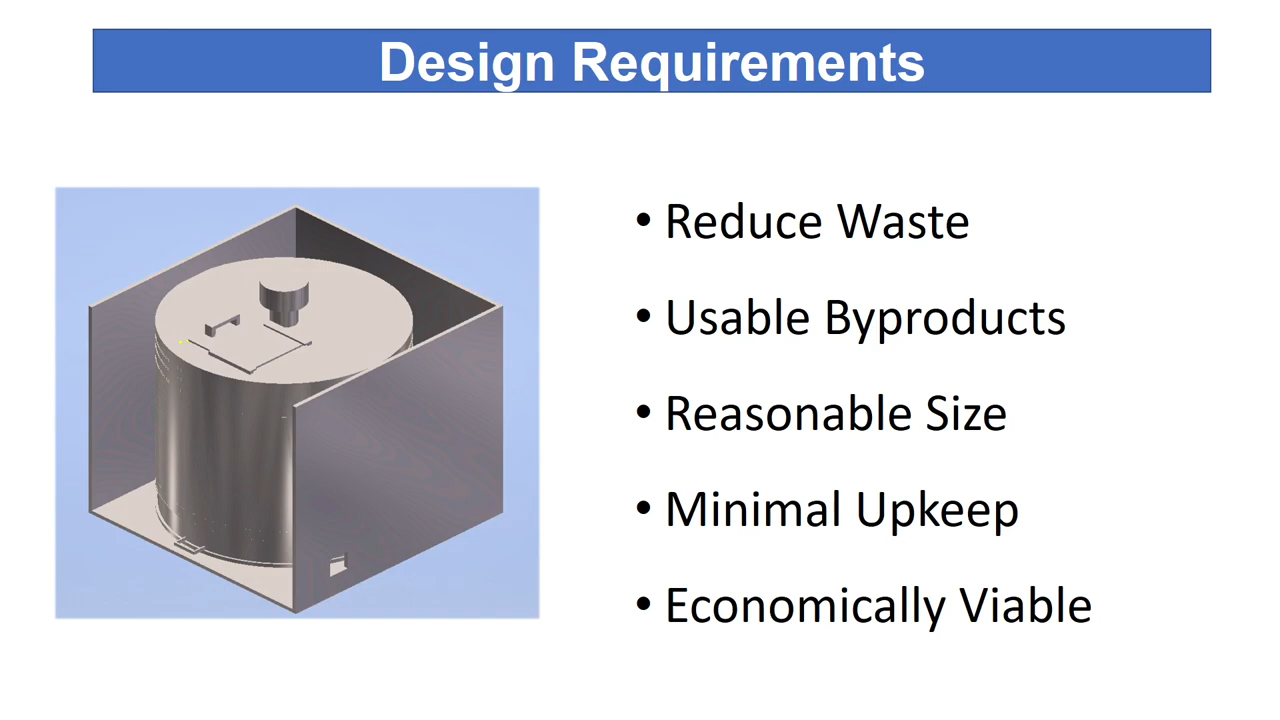 Design Requirements
• Reduce Waste
• Usable Byproducts
• Reasonable Size
• Minimal Upkeep
• Economically Viable